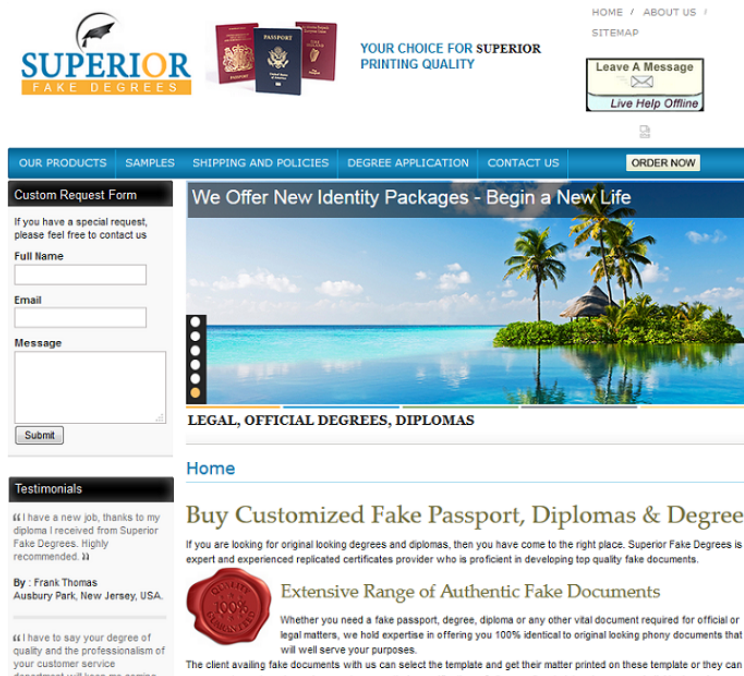 HOME / ABOUT US /
SITEMAP
SUPERIOR
FAKE DEGREES
PASSPORT
YOUR CHOICE FOR SUPERIOR
PRINTING QUALITY
Leave A Message
Live Help Offline
OUR PRODUCTS
SAMPLES
SHIPPING AND POLICIES
DEGREE APPLICATION
CONTACT US
ORDER NOW
Custom Request Form
If you have a special request,
please feel free to contact us
Full Name
Email
Message
Submit
Testimonials
“ I have a new job, thanks to my
diploma I received from Superior
Fake Degrees. Highly
recommended. ”
By : Frank Thomas
Ausbury Park, New Jersey, USA.
“ I have to say your degree of
quality and the professionalism of
your customer service
We Offer New Identity Packages - Begin a New Life
LEGAL, OFFICIAL DEGREES, DIPLOMAS
Home
Buy Customized Fake Passport, Diplomas & Degree
If you are looking for original looking degrees and diplomas, then you have come to the right place. Superior Fake Degrees is
expert and experienced replicated certificates provider who is proficient in developing top quality fake documents.
QUALITY
100%
Extensive Range of Authentic Fake Documents
Whether you need a fake passport, degree, diploma or any other vital document required for official or
legal matters, we hold expertise in offering you 100% identical to original looking phony documents that
will well serve your purposes.
The client availing fake documents with us can select the template and get their matter printed on these template or they can